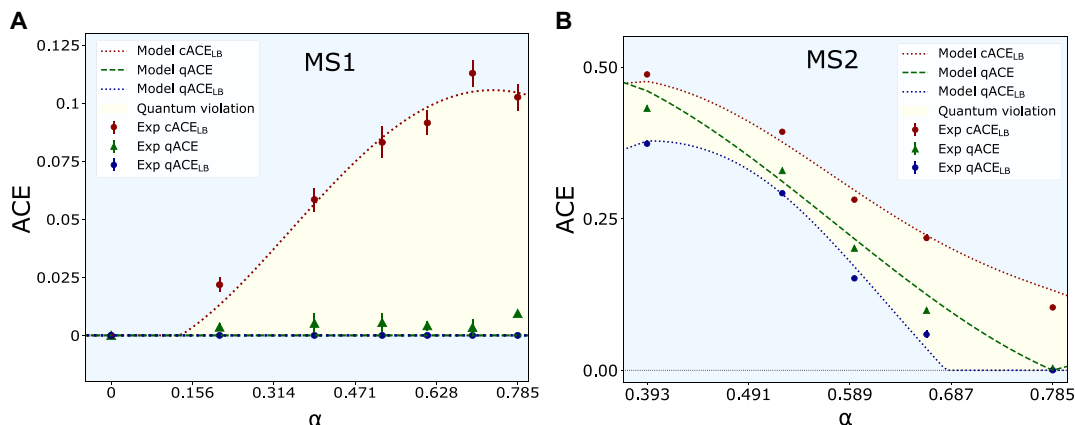 A
MS1
Model cACE_LB
Model qACE
Model qACE_LB
Quantum violation
Exp cACE_LB
Exp qACE
Exp qACE_LB
ACE
0.125
0.1
0.075
0.05
0.025
0
0 0.156 0.314 0.471 0.628 0.785
α
B
MS2
Model cACE_LB
Model qACE
Model qACE_LB
Quantum violation
Exp cACE_LB
Exp qACE
Exp qACE_LB
ACE
0.50
0.25
0.00
0.393 0.491 0.589 0.687 0.785
α